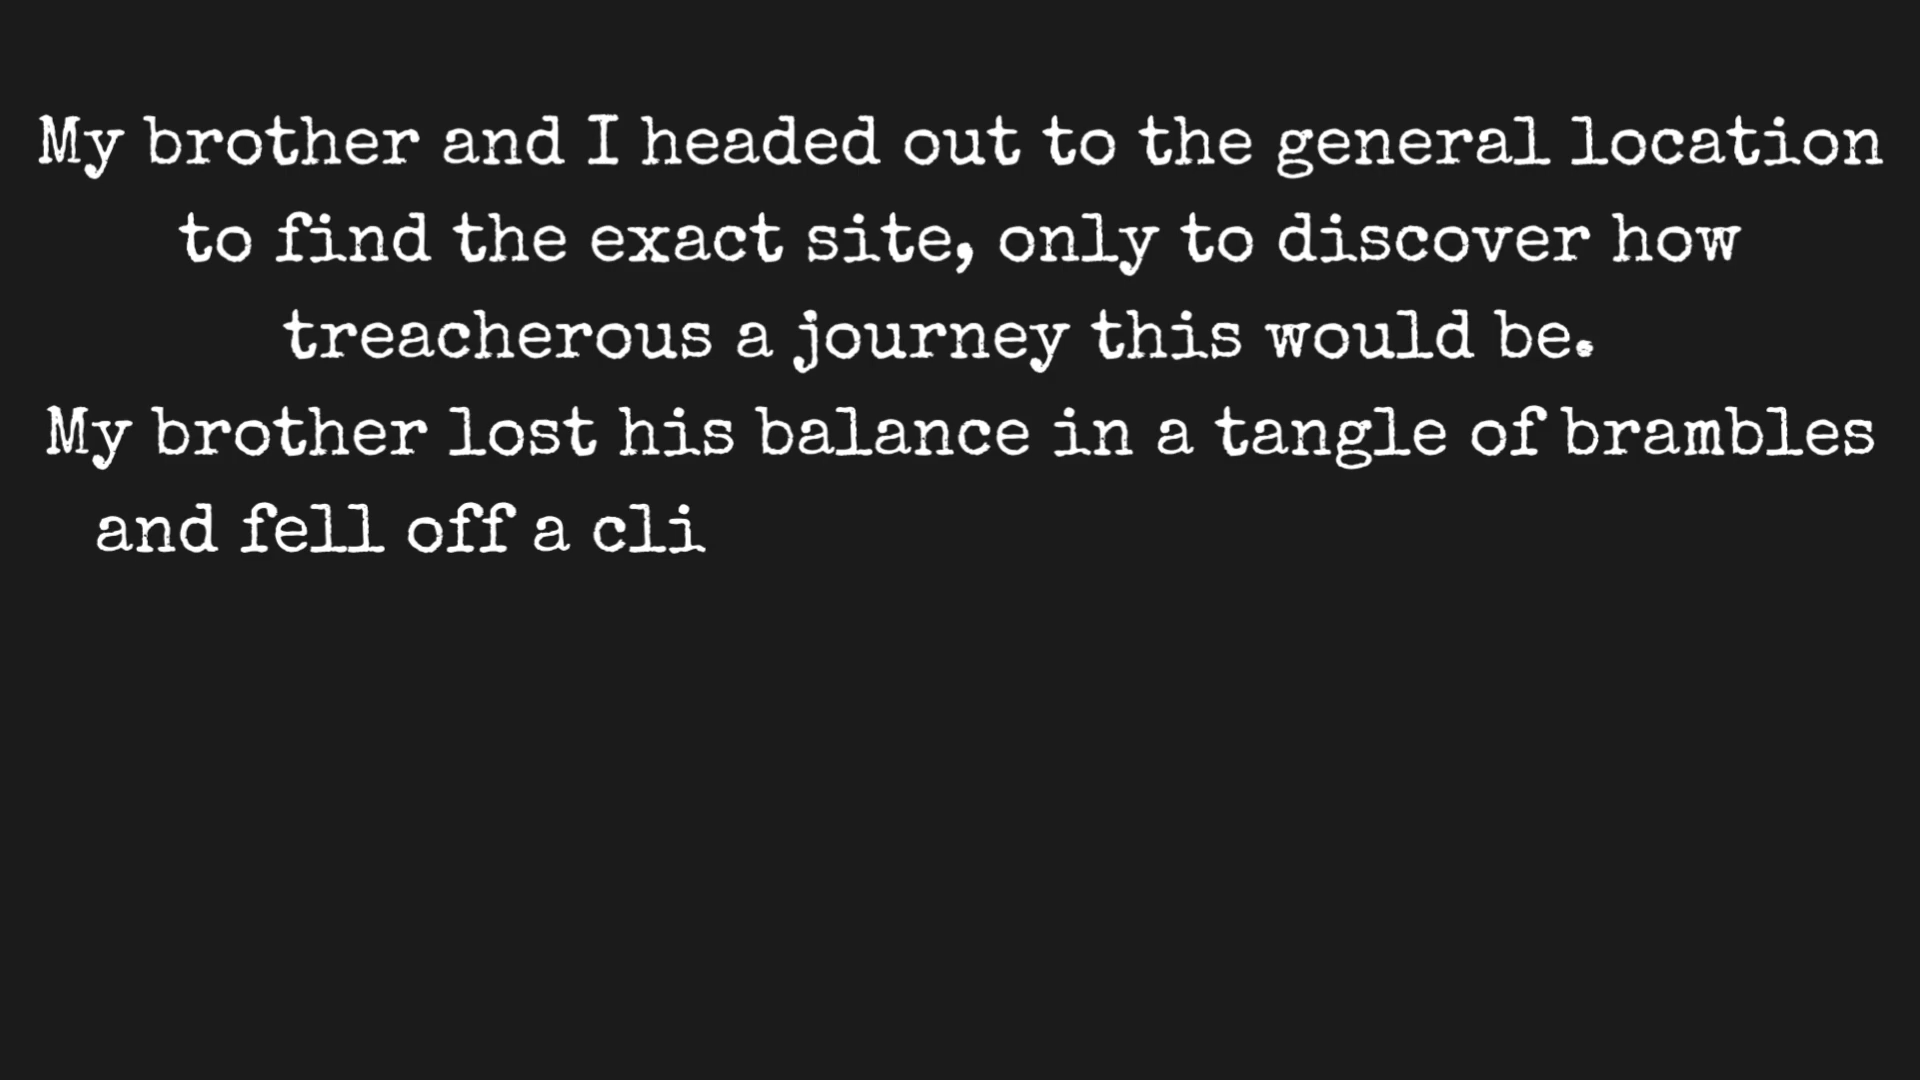 My brother and I headed out to the general location
to find the exact site, only to discover how
treacherous a journey this would be.
My brother lost his balance in a tangle of brambles
and fell off a cli